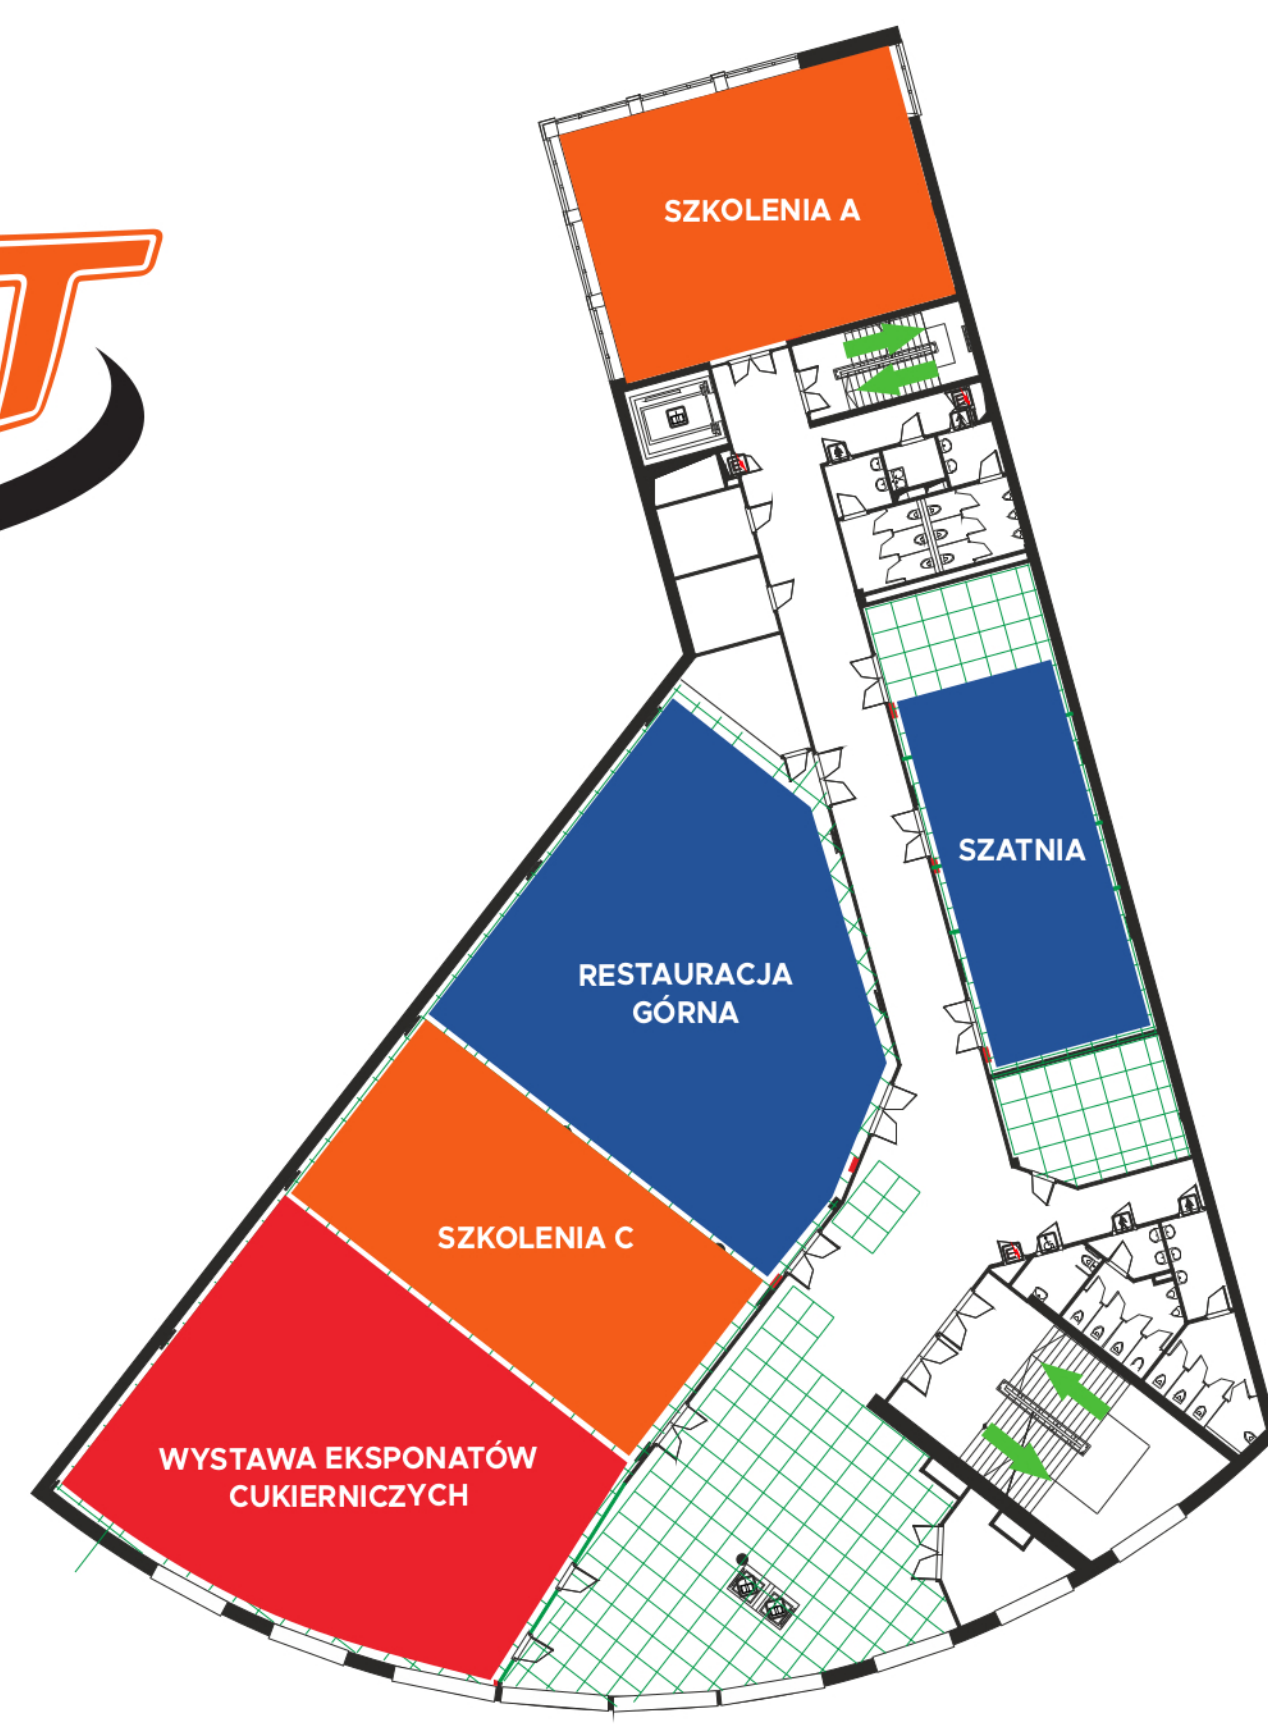 T
SZKOLENIA A
SZATNIA
RESTAURACJA
GÓRNA
SZKOLENIA C
WYSTAWA EKSPONATÓW
CUKIERNICZYCH